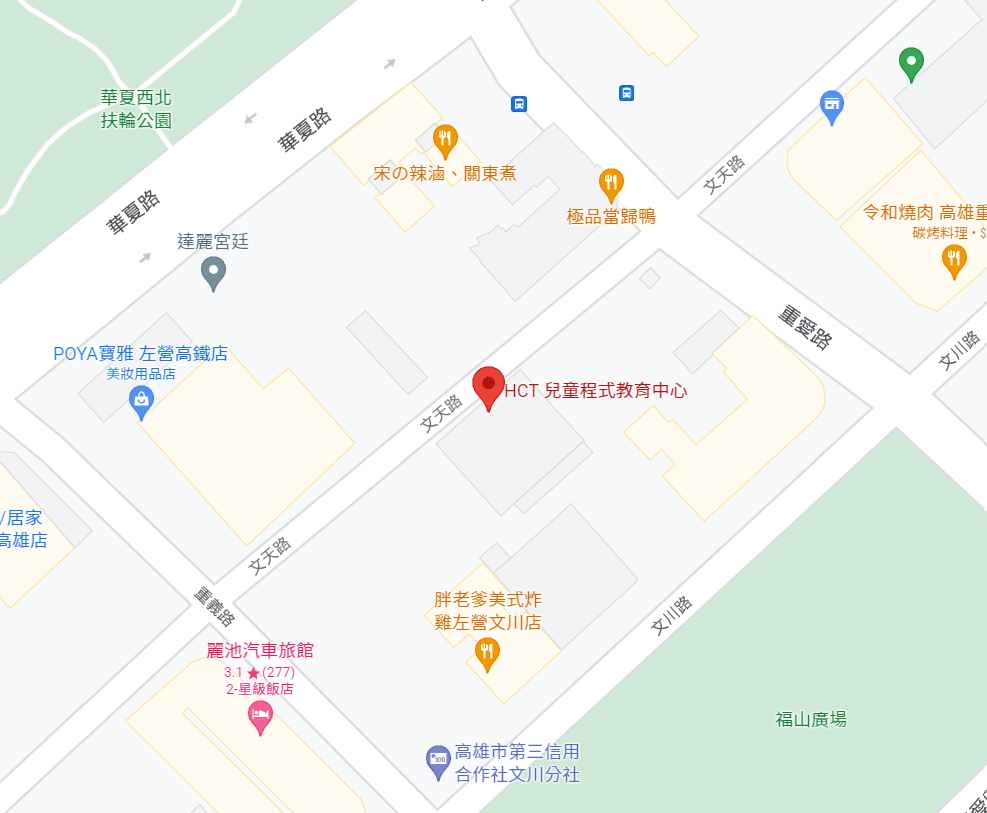 華夏西北
扶輪公園
華夏路
華夏路
宋の辣滷、關東煮
極品當歸鴨
文天路
令和燒肉 高雄重
碳烤料理・$
達麗宮廷
重愛路
文川路
POYA寶雅 左營高鐵店
美妝用品店
HCT 兒童程式教育中心
文天路
/居家
高雄店
文天路
重義路
胖老爹美式炸
雞左營文川店
文川路
麗池汽車旅館
3.1 ★(277)
2-星級飯店
福山廣場
高雄市第三信用
合作社文川分社